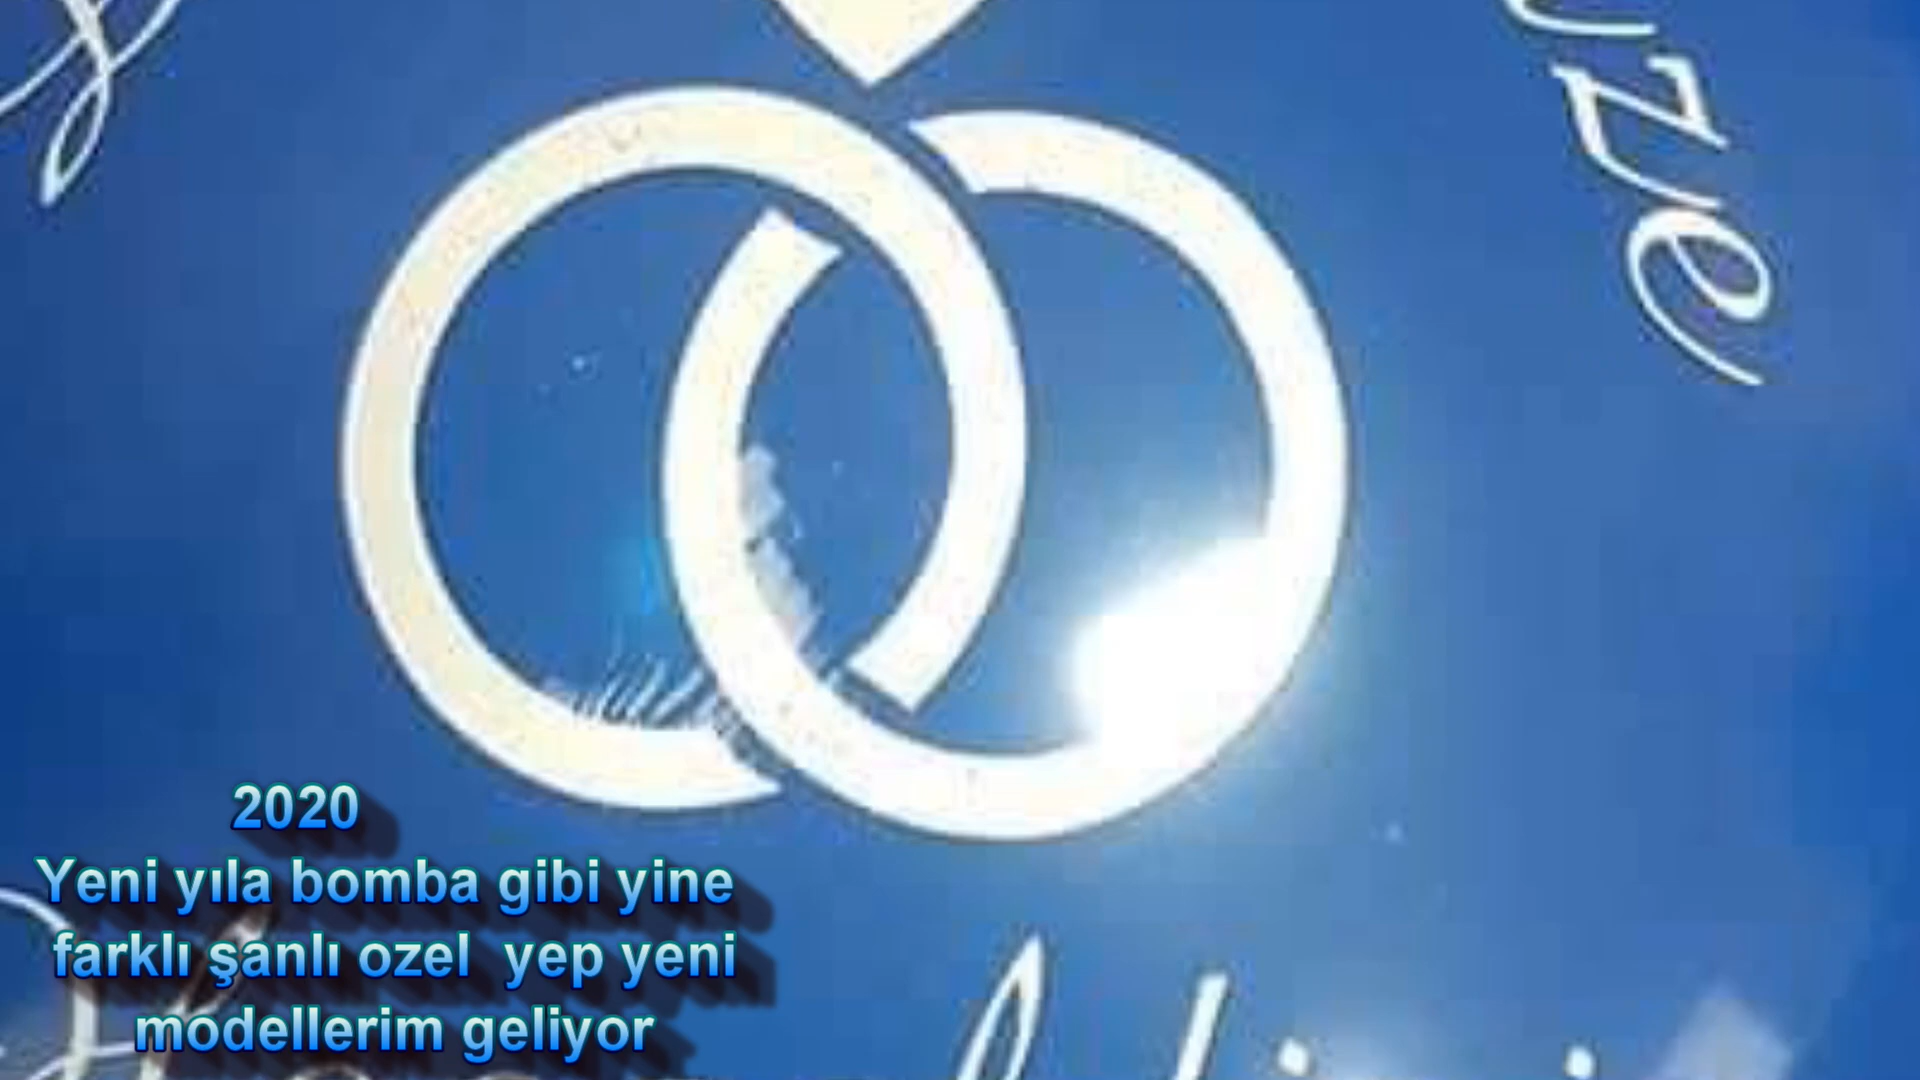 2020
Yeni yıla bomba gibi yine
farklı şanlı ozel yep yeni
modellerim geliyor